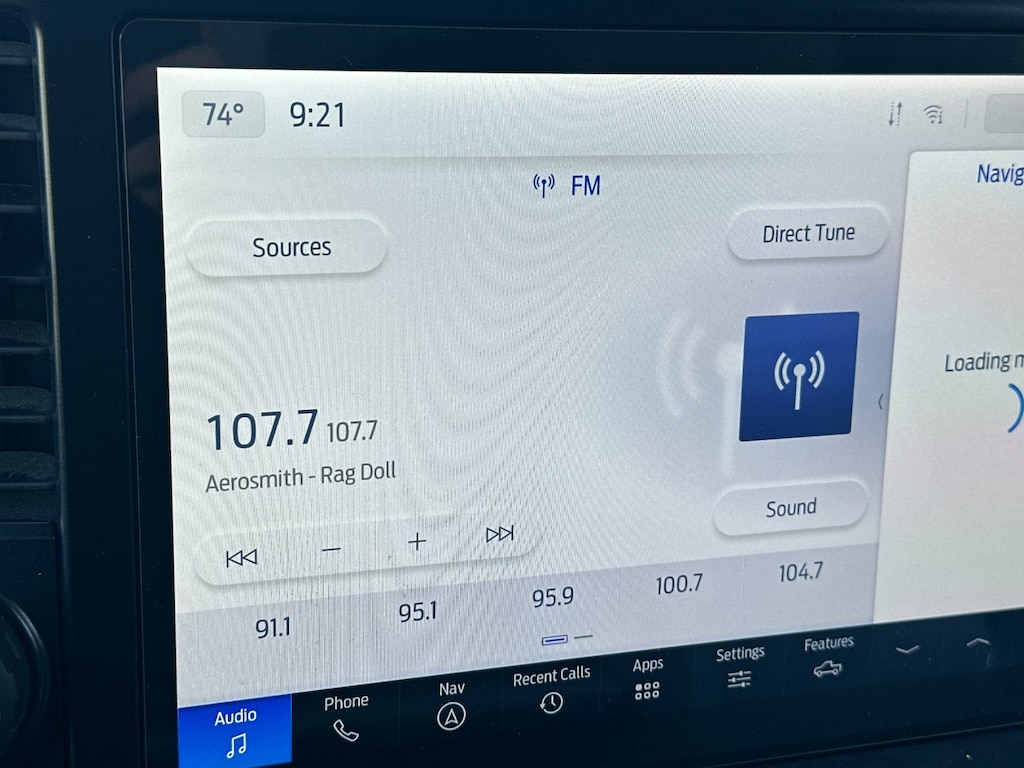 74° 9:21
FM
Navig
Sources
Direct Tune
Loading m
107.7 107.7
Aerosmith - Rag Doll
Sound
91.1 95.1 95.9 100.7 104.7
Audio Phone Nav Recent Calls Apps Settings Features